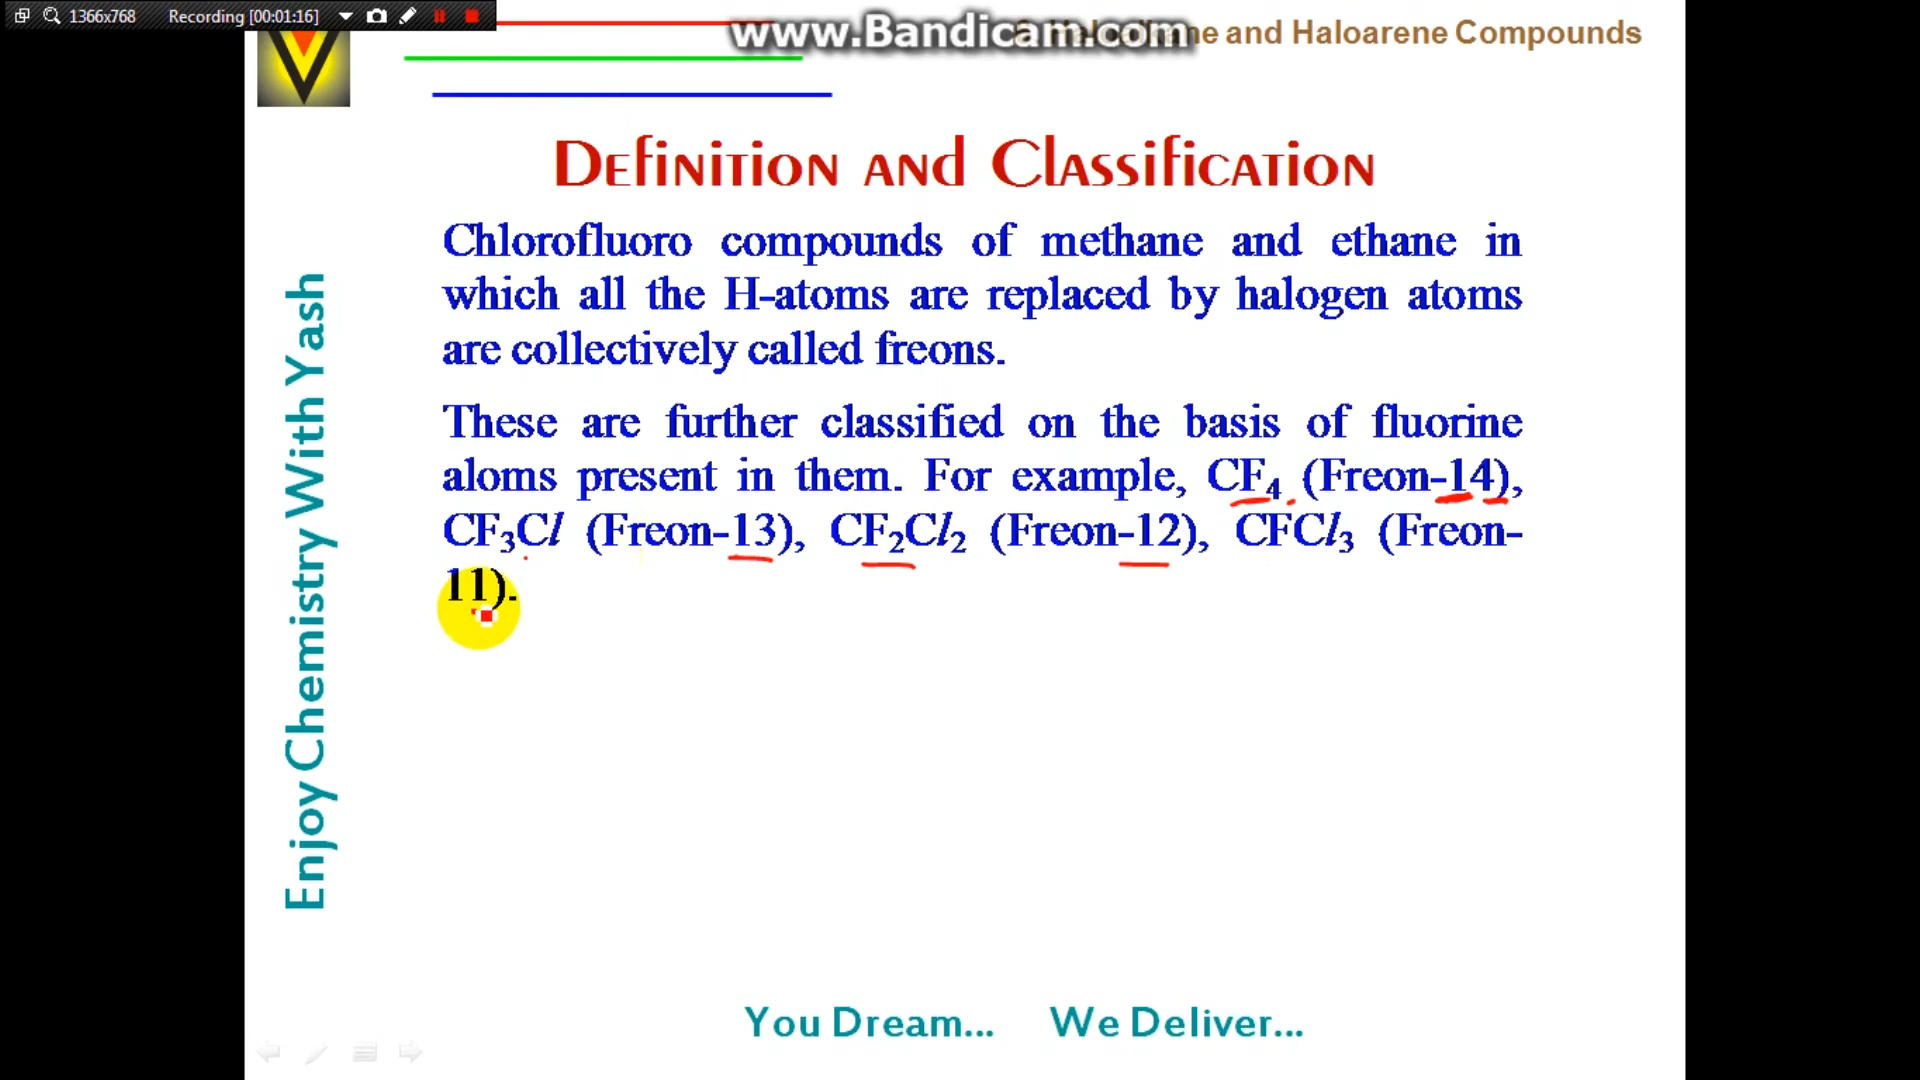 1366x768 Recording [00:01:16]
www.Bandicam.com
ne and Haloarene Compounds
Definition and Classification
Chlorofluoro compounds of methane and ethane in
which all the H-atoms are replaced by halogen atoms
are collectively called freons.
These are further classified on the basis of fluorine
aloms present in them. For example, CF₄ (Freon-14),
CF₃Cl (Freon-13), CF₂Cl₂ (Freon-12), CFCl₃ (Freon-
11).
Enjoy Chemistry With Yash
You Dream... We Deliver...